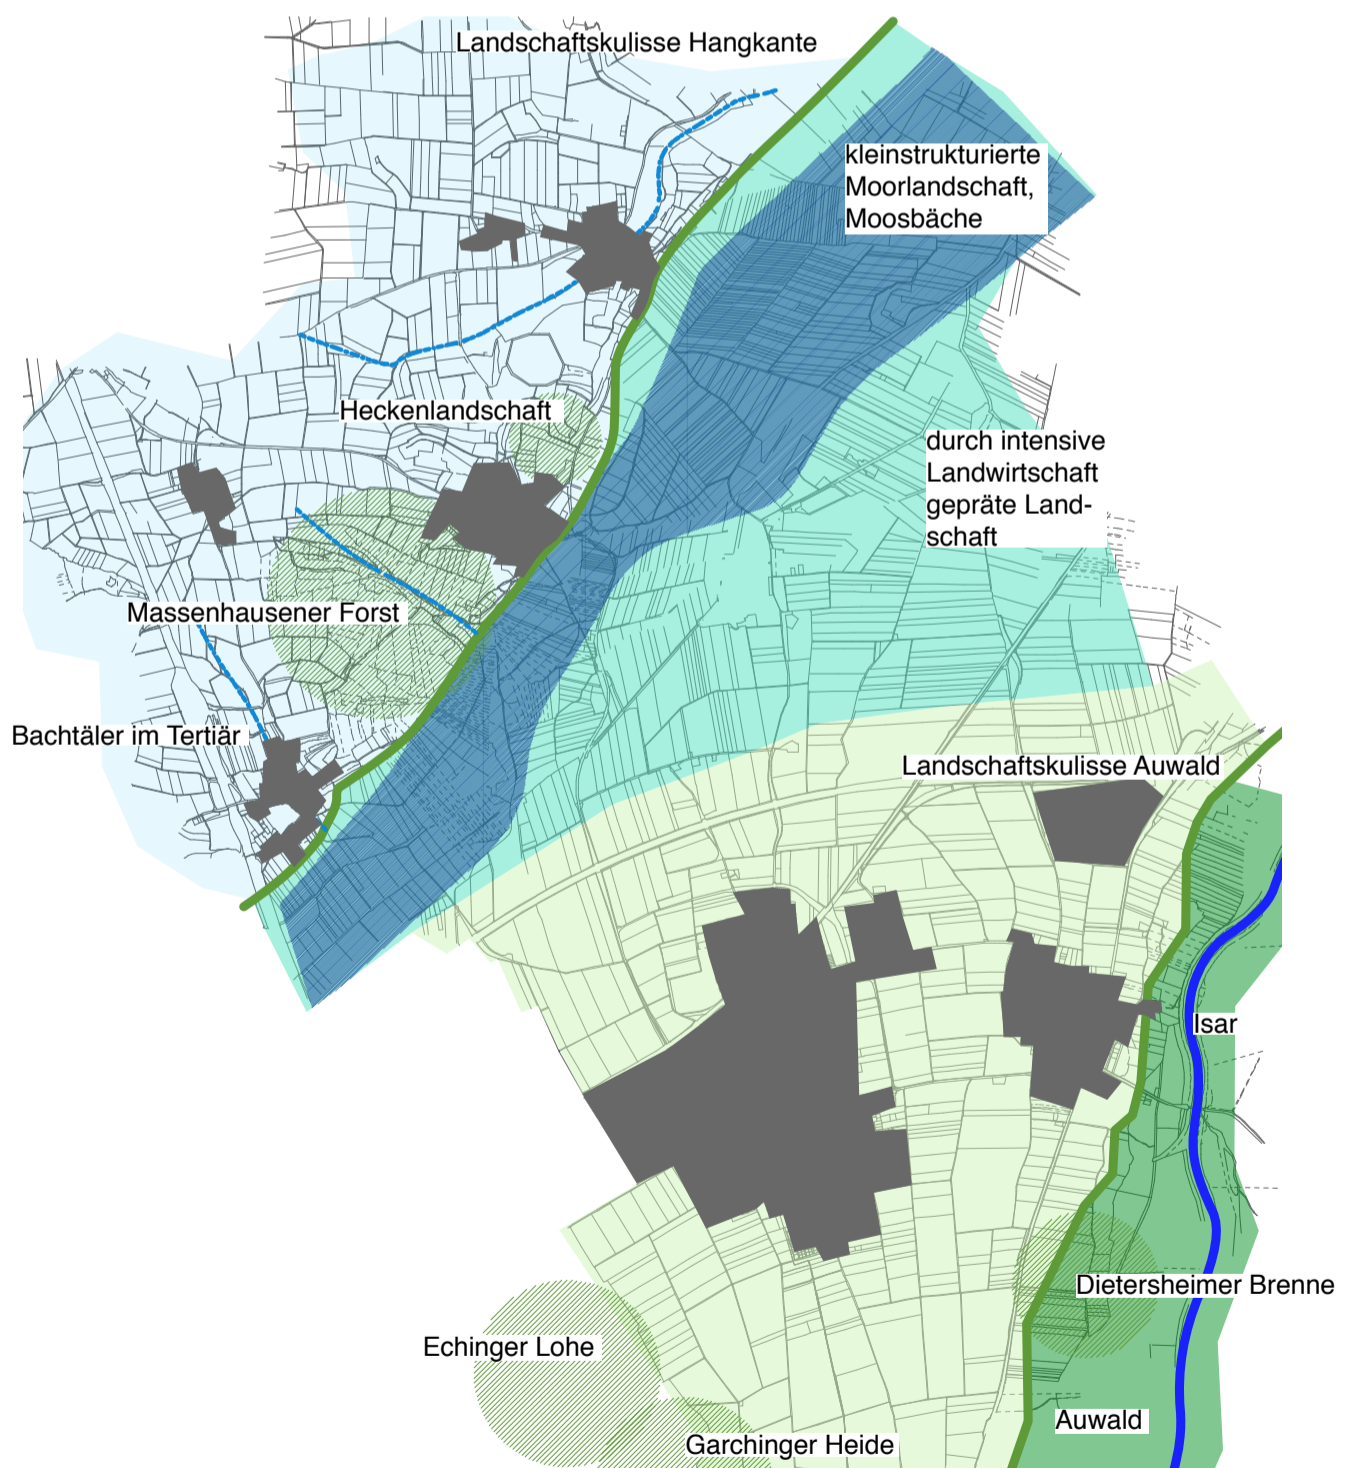 Landschaftskulisse Hangkante
kleinstrukturierte
Moorlandschaft,
Moosbäche
Heckenlandschaft
durch intensive
Landwirtschaft
gepräte Land-
schaft
Massenhausener Forst
Bachtäler im Tertiär
Landschaftskulisse Auwald
Isar
Dietersheimer Brenne
Echinger Lohe
Auwald
Garchinger Heide